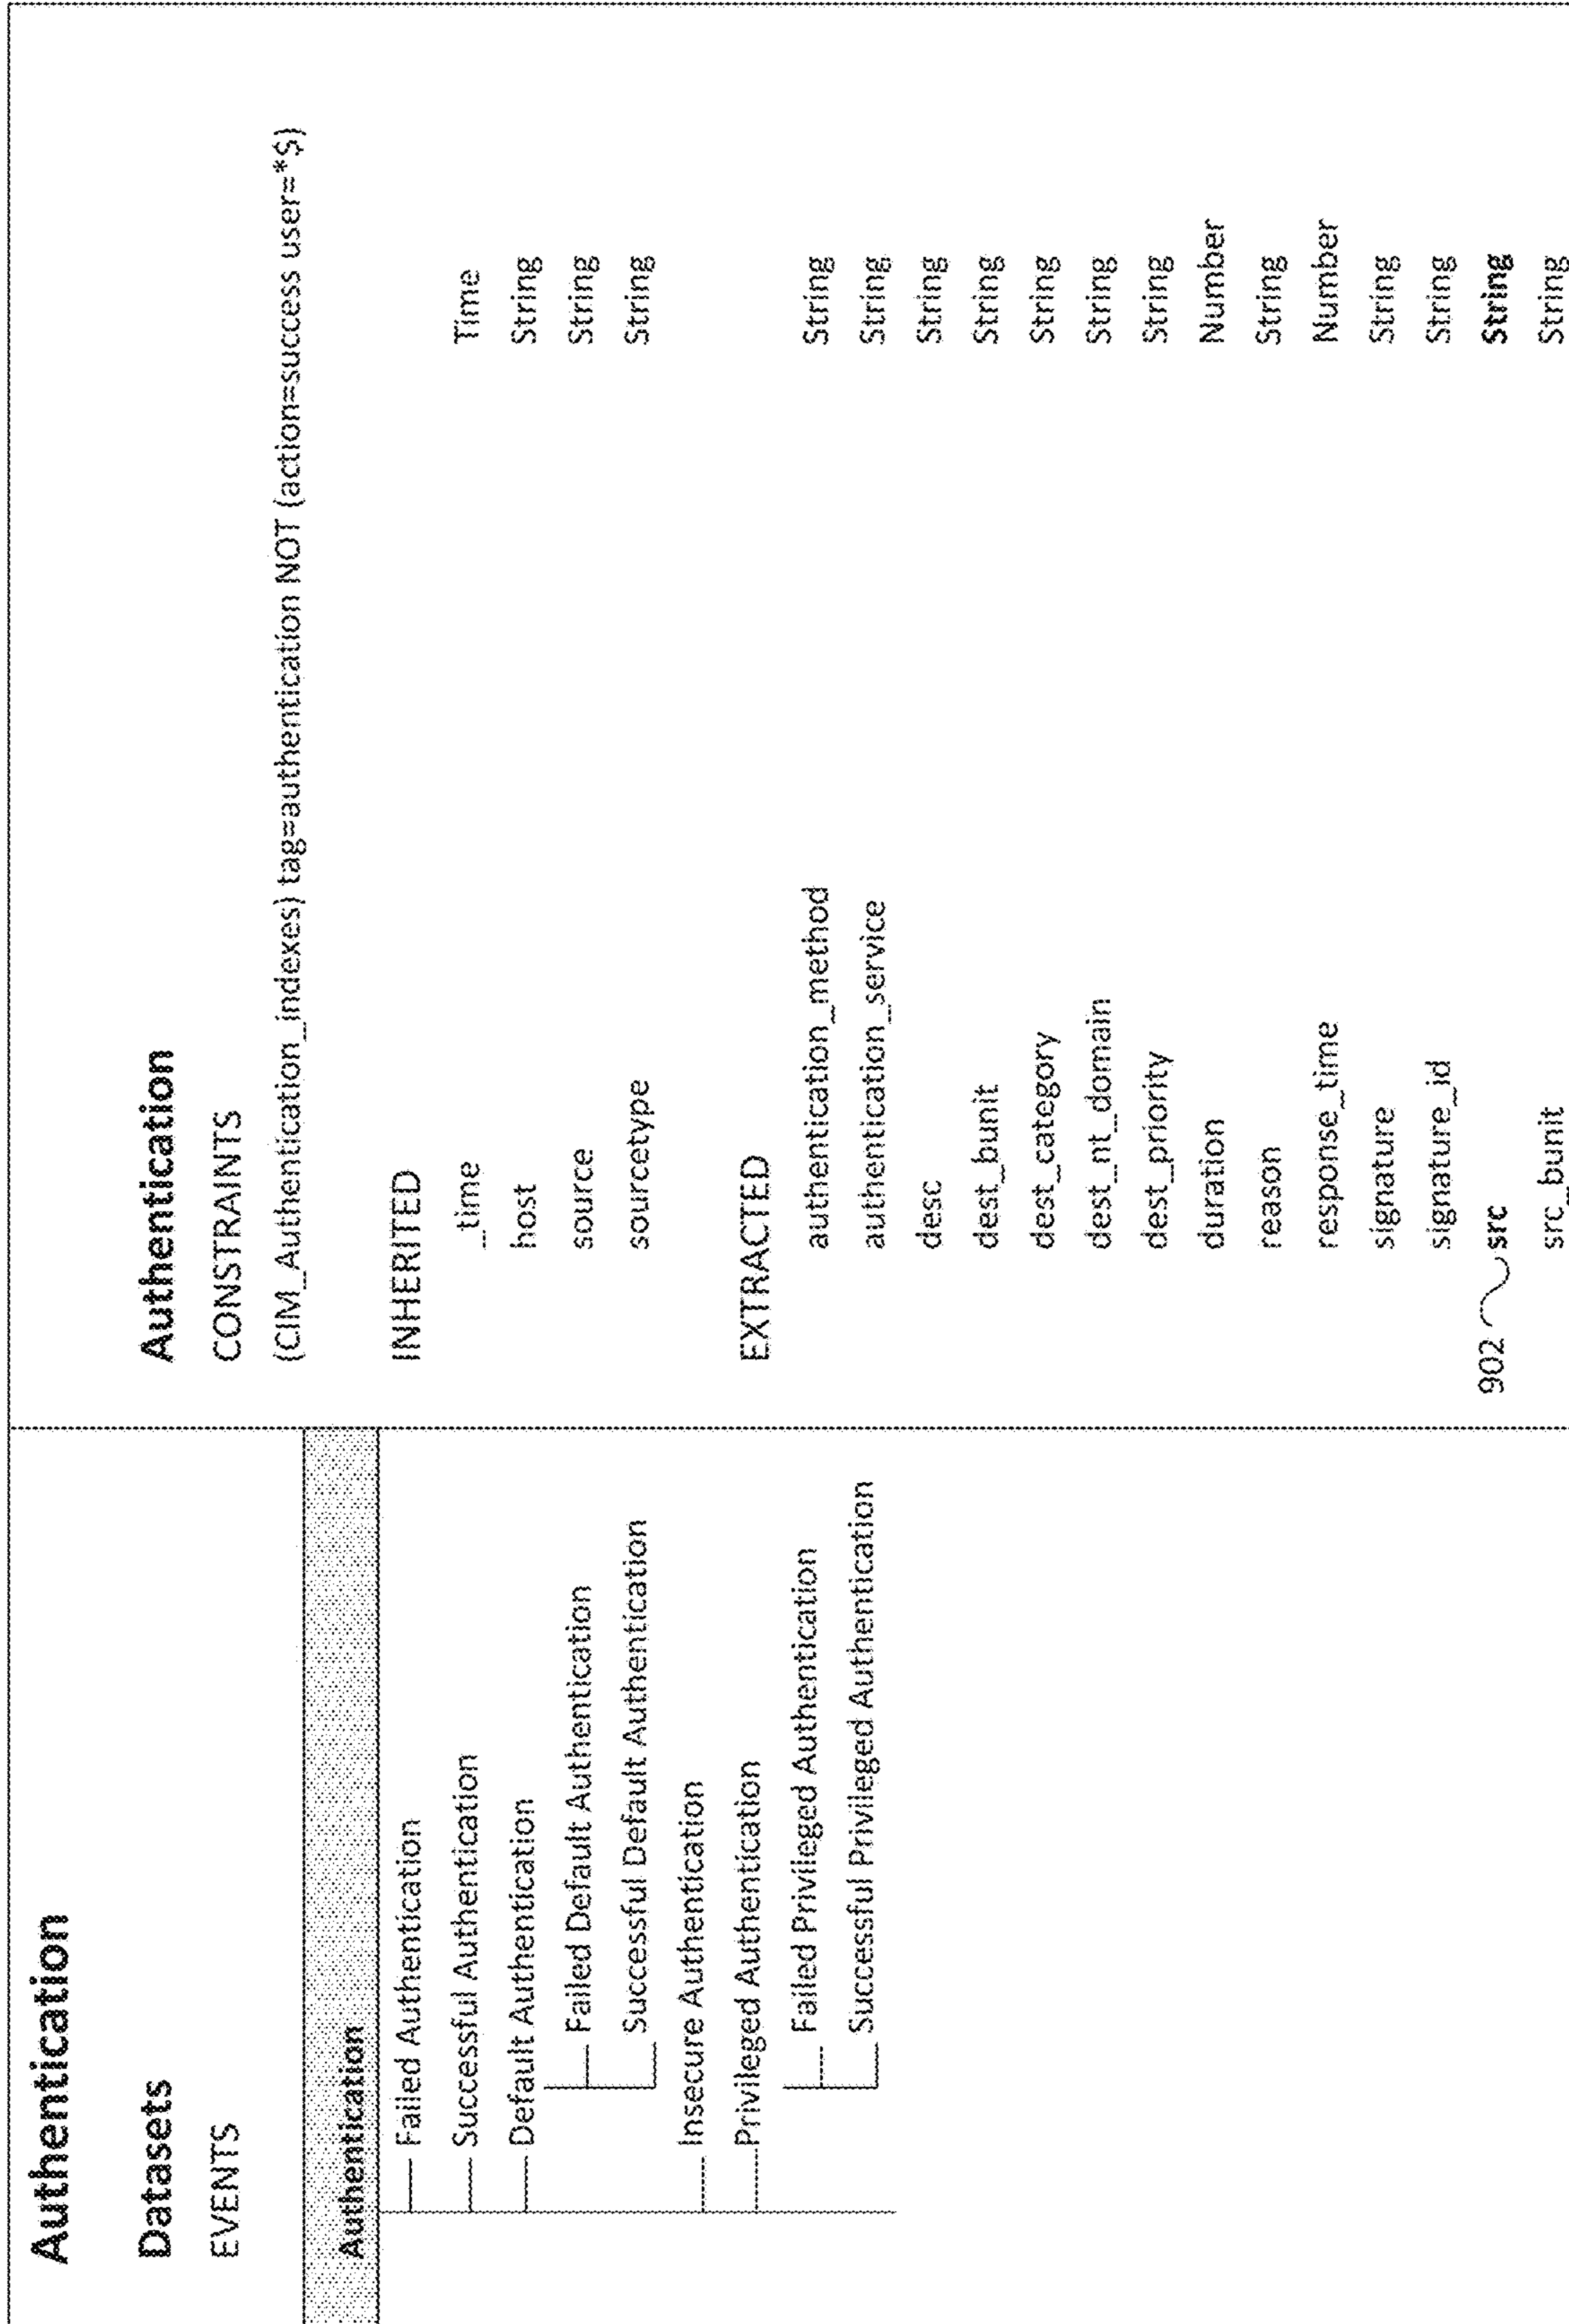 Authentication
Datasets
EVENTS
Authentication
Failed Authentication
Successful Authentication
Default Authentication
Failed Default Authentication
Successful Default Authentication
Insecure Authentication
Privileged Authentication
Failed Privileged Authentication
Successful Privileged Authentication
Authentication
CONSTRAINTS
(CIM_Authentication_indexes) tag=authentication NOT (action=success user=*$)
INHERITED
_time Time
host String
source String
sourcetype String
EXTRACTED
authentication_method String
authentication_service String
desc String
dest_bunit String
dest_category String
dest_nt_domain String
dest_priority String
duration Number
reason String
response_time Number
signature String
signature_id String
902 src String
src_bunit String